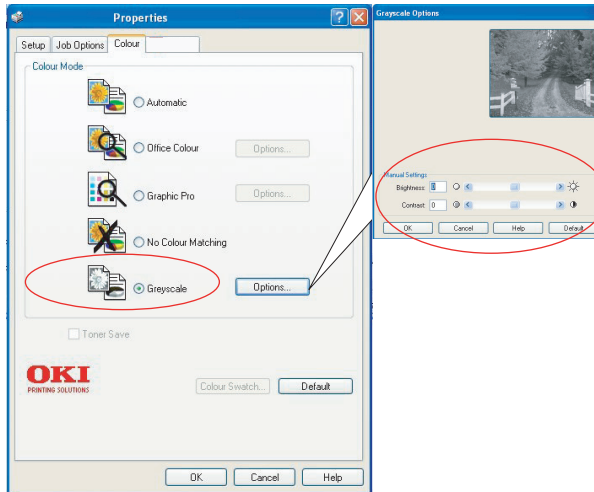 Properties
Setup Job Options Colour
Colour Mode
Automatic
Office Colour Options...
Graphic Pro Options...
No Colour Matching
Greyscale Options...
Toner Save
OKI
PRINTING SOLUTIONS
Colour Swatch... Default
OK Cancel Help
Grayscale Options
Manual Settings
Brightness: 0
Contrast: 0
OK Cancel Help Default